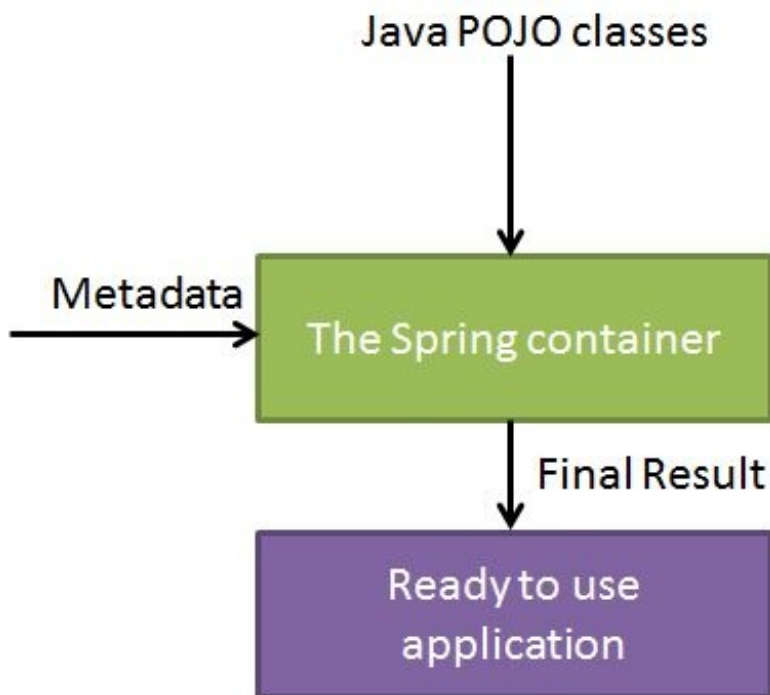 Java POJO classes
Metadata
The Spring container
Final Result
Ready to use
application